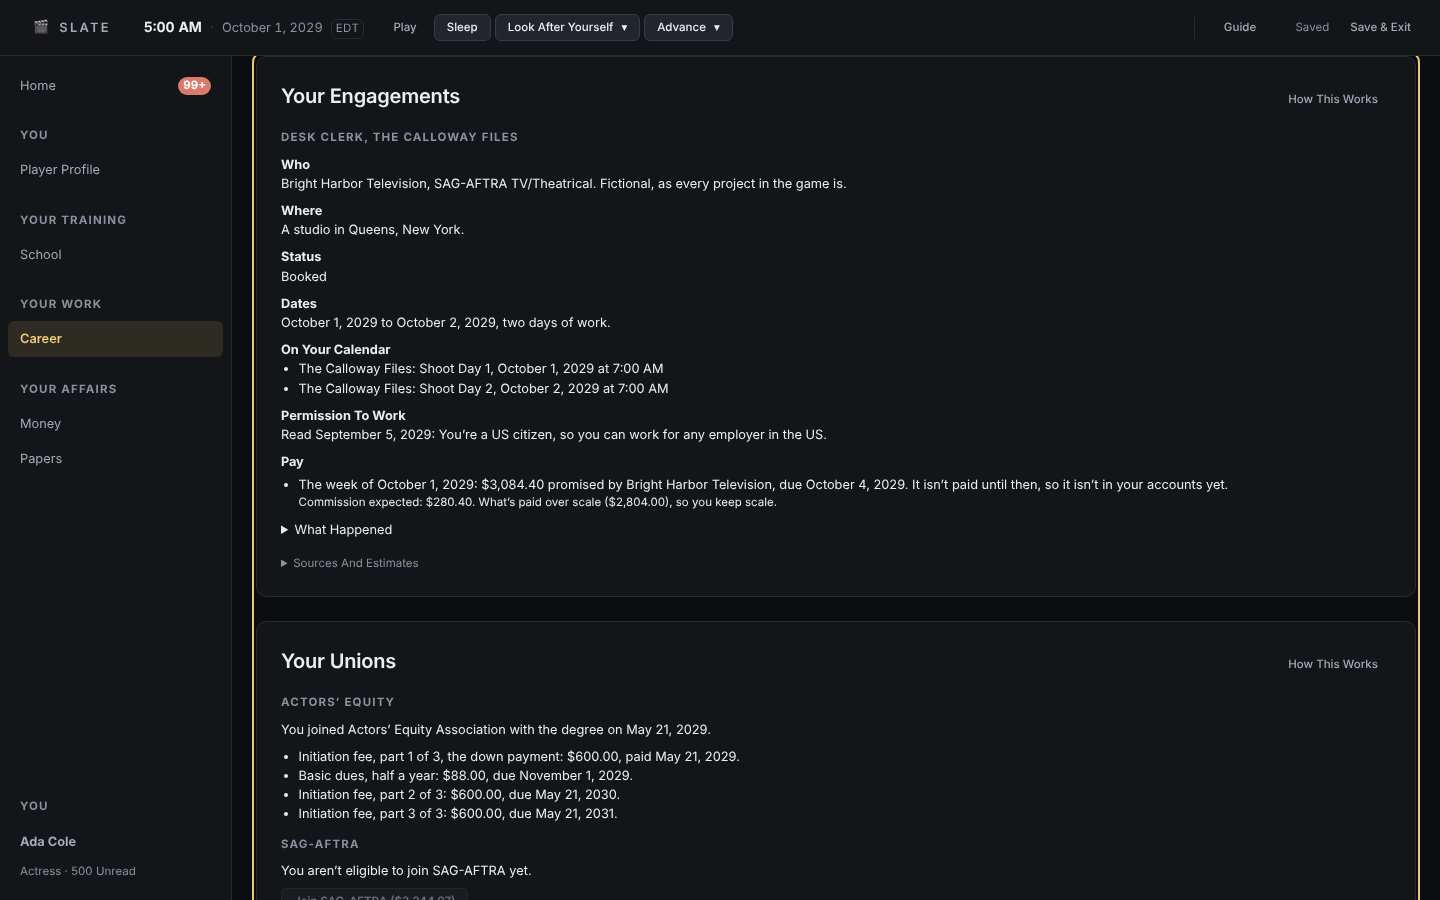 SLATE
5:00 AM · October 1, 2029 EDT
Play
Sleep
Look After Yourself ▾
Advance ▾
Guide
Saved
Save & Exit
Home
99+
YOU
Player Profile
YOUR TRAINING
School
YOUR WORK
Career
YOUR AFFAIRS
Money
Papers
YOU
Ada Cole
Actress · 500 Unread
Your Engagements
How This Works
DESK CLERK, THE CALLOWAY FILES
Who
Bright Harbor Television, SAG-AFTRA TV/Theatrical. Fictional, as every project in the game is.
Where
A studio in Queens, New York.
Status
Booked
Dates
October 1, 2029 to October 2, 2029, two days of work.
On Your Calendar
• The Calloway Files: Shoot Day 1, October 1, 2029 at 7:00 AM
• The Calloway Files: Shoot Day 2, October 2, 2029 at 7:00 AM
Permission To Work
Read September 5, 2029: You’re a US citizen, so you can work for any employer in the US.
Pay
• The week of October 1, 2029: $3,084.40 promised by Bright Harbor Television, due October 4, 2029. It isn’t paid until then, so it isn’t in your accounts yet.
Commission expected: $280.40. What’s paid over scale ($2,804.00), so you keep scale.
▶ What Happened
▶ Sources And Estimates
Your Unions
How This Works
ACTORS’ EQUITY
You joined Actors’ Equity Association with the degree on May 21, 2029.
• Initiation fee, part 1 of 3, the down payment: $600.00, paid May 21, 2029.
• Basic dues, half a year: $88.00, due November 1, 2029.
• Initiation fee, part 2 of 3: $600.00, due May 21, 2030.
• Initiation fee, part 3 of 3: $600.00, due May 21, 2031.
SAG-AFTRA
You aren’t eligible to join SAG-AFTRA yet.
Join SAG-AFTRA